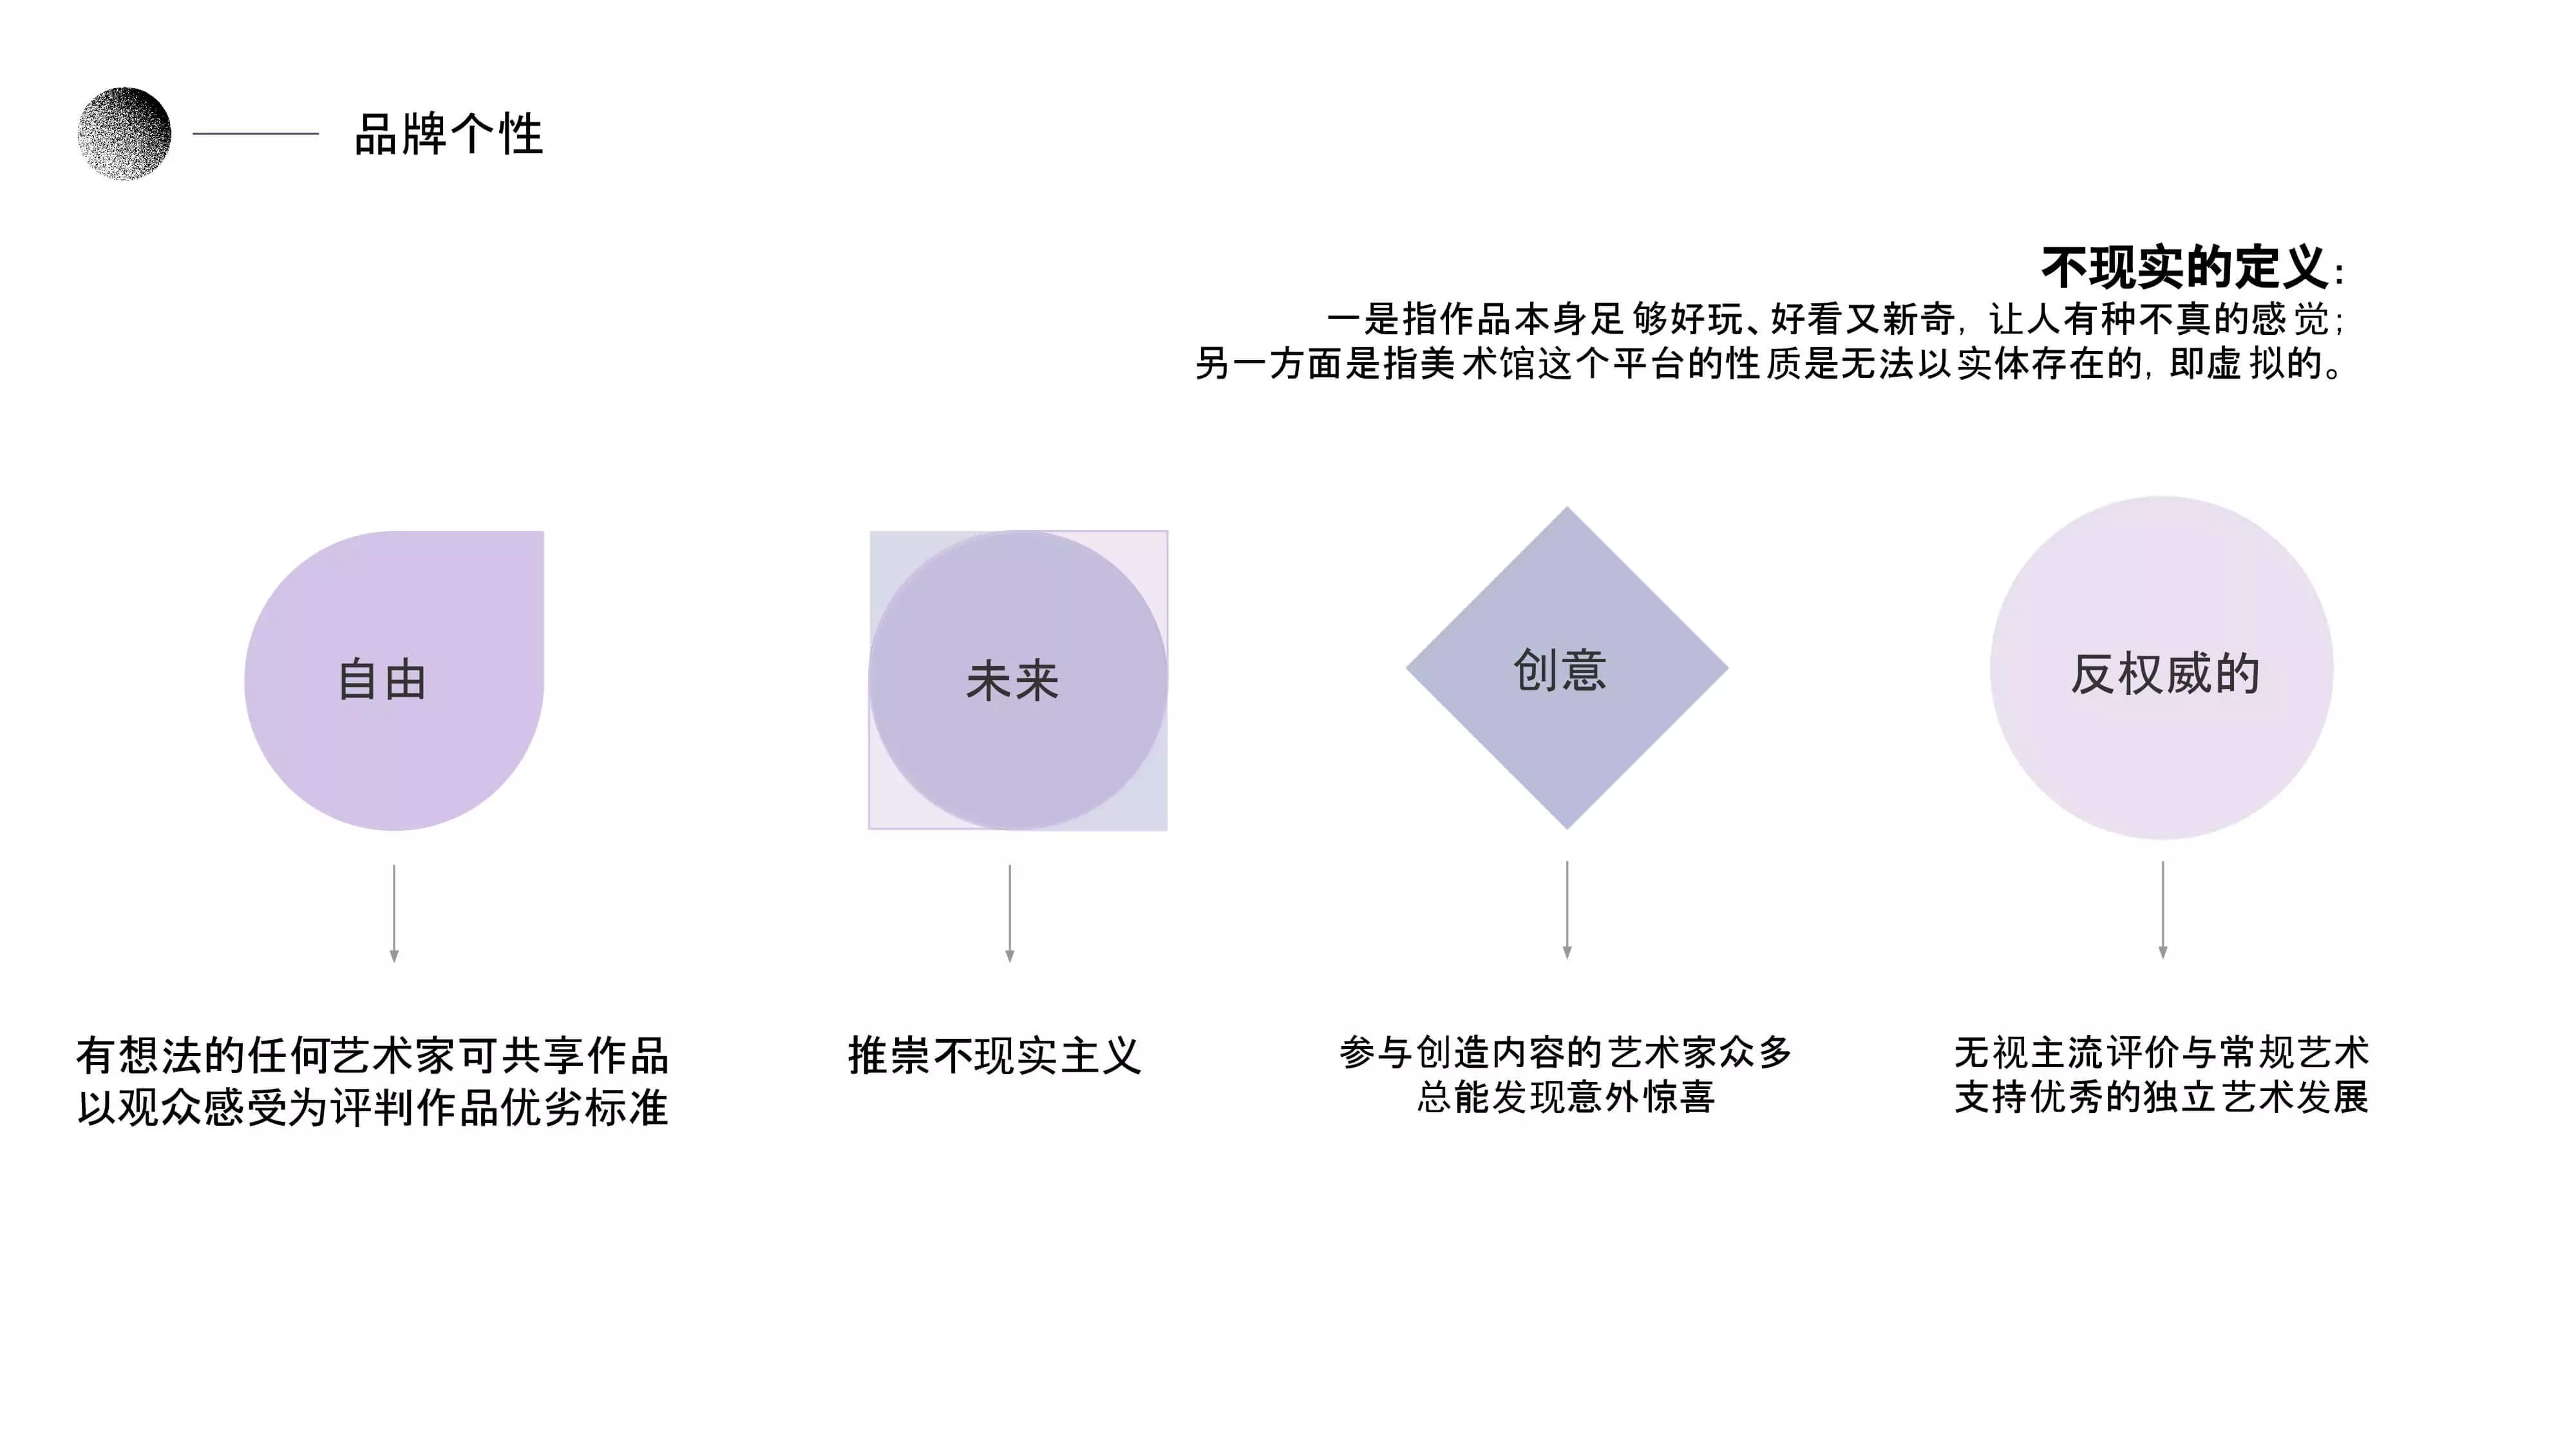 品牌个性
不现实的定义：
一是指作品本身足够好玩、好看又新奇，让人有种不真的感觉；
另一方面是指美术馆这个平台的性质是无法以实体存在的，即虚拟的。
自由
未来
创意
反权威的
有想法的任何艺术家可共享作品
以观众感受为评判作品优劣标准
推崇不现实主义
参与创造内容的艺术家众多
总能发现意外惊喜
无视主流评价与常规艺术
支持优秀的独立艺术发展